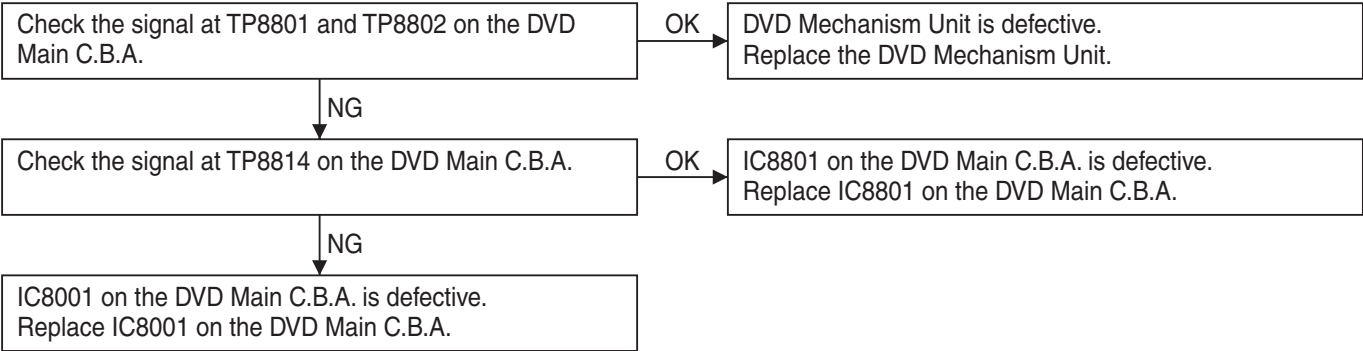 Check the signal at TP8801 and TP8802 on the DVD
Main C.B.A.
OK
DVD Mechanism Unit is defective.
Replace the DVD Mechanism Unit.
NG
Check the signal at TP8814 on the DVD Main C.B.A.
OK
IC8801 on the DVD Main C.B.A. is defective.
Replace IC8801 on the DVD Main C.B.A.
NG
IC8001 on the DVD Main C.B.A. is defective.
Replace IC8001 on the DVD Main C.B.A.